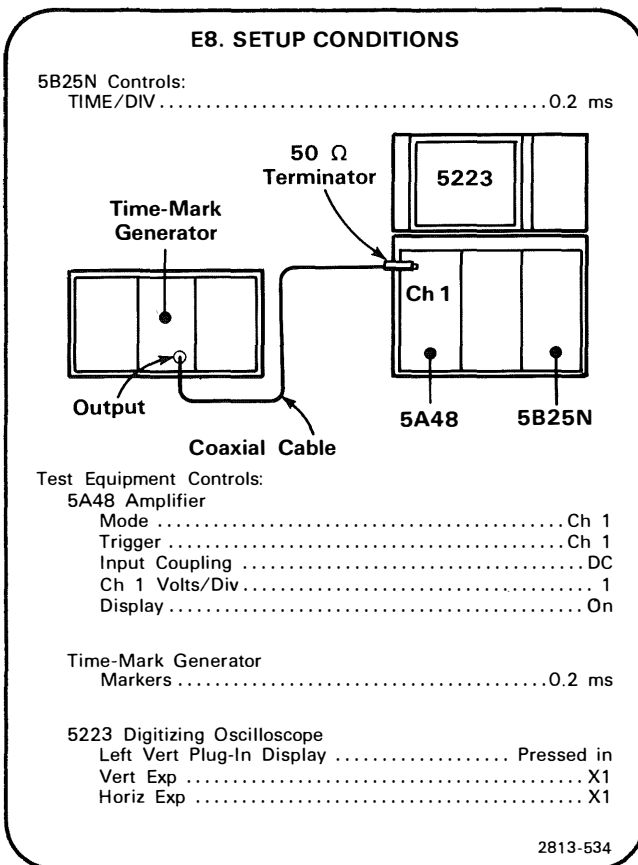 E8. SETUP CONDITIONS
5B25N Controls:
TIME/DIV ........................................... 0.2 ms
50 Ω
Terminator
5223
Time-Mark
Generator
Ch 1
Output
5A48
5B25N
Coaxial Cable
Test Equipment Controls:
5A48 Amplifier
Mode ............................................. Ch 1
Trigger ............................................ Ch 1
Input Coupling ..................................... DC
Ch 1 Volts/Div ...................................... 1
Display ............................................ On
Time-Mark Generator
Markers ........................................ 0.2 ms
5223 Digitizing Oscilloscope
Left Vert Plug-In Display ................... Pressed in
Vert Exp ........................................... X1
Horiz Exp .......................................... X1
2813-534